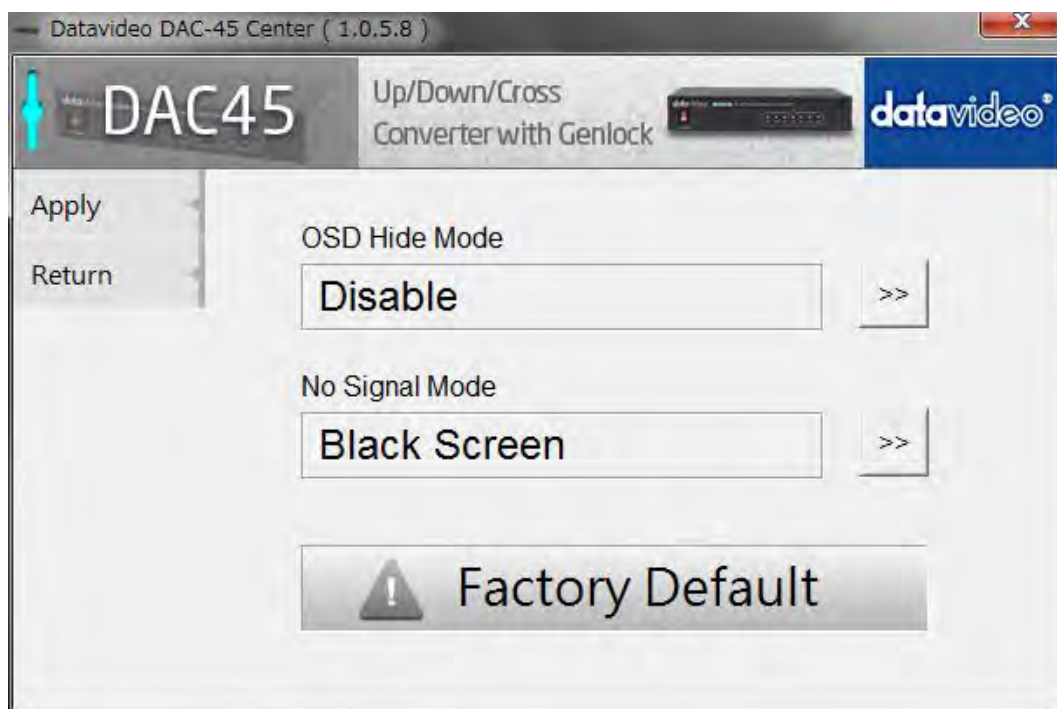 Datavideo DAC-45 Center ( 1.0.5.8 )
DAC45
Up/Down/Cross
Converter with Genlock
datavideo®
Apply
Return
OSD Hide Mode
Disable
>>
No Signal Mode
Black Screen
>>
Factory Default